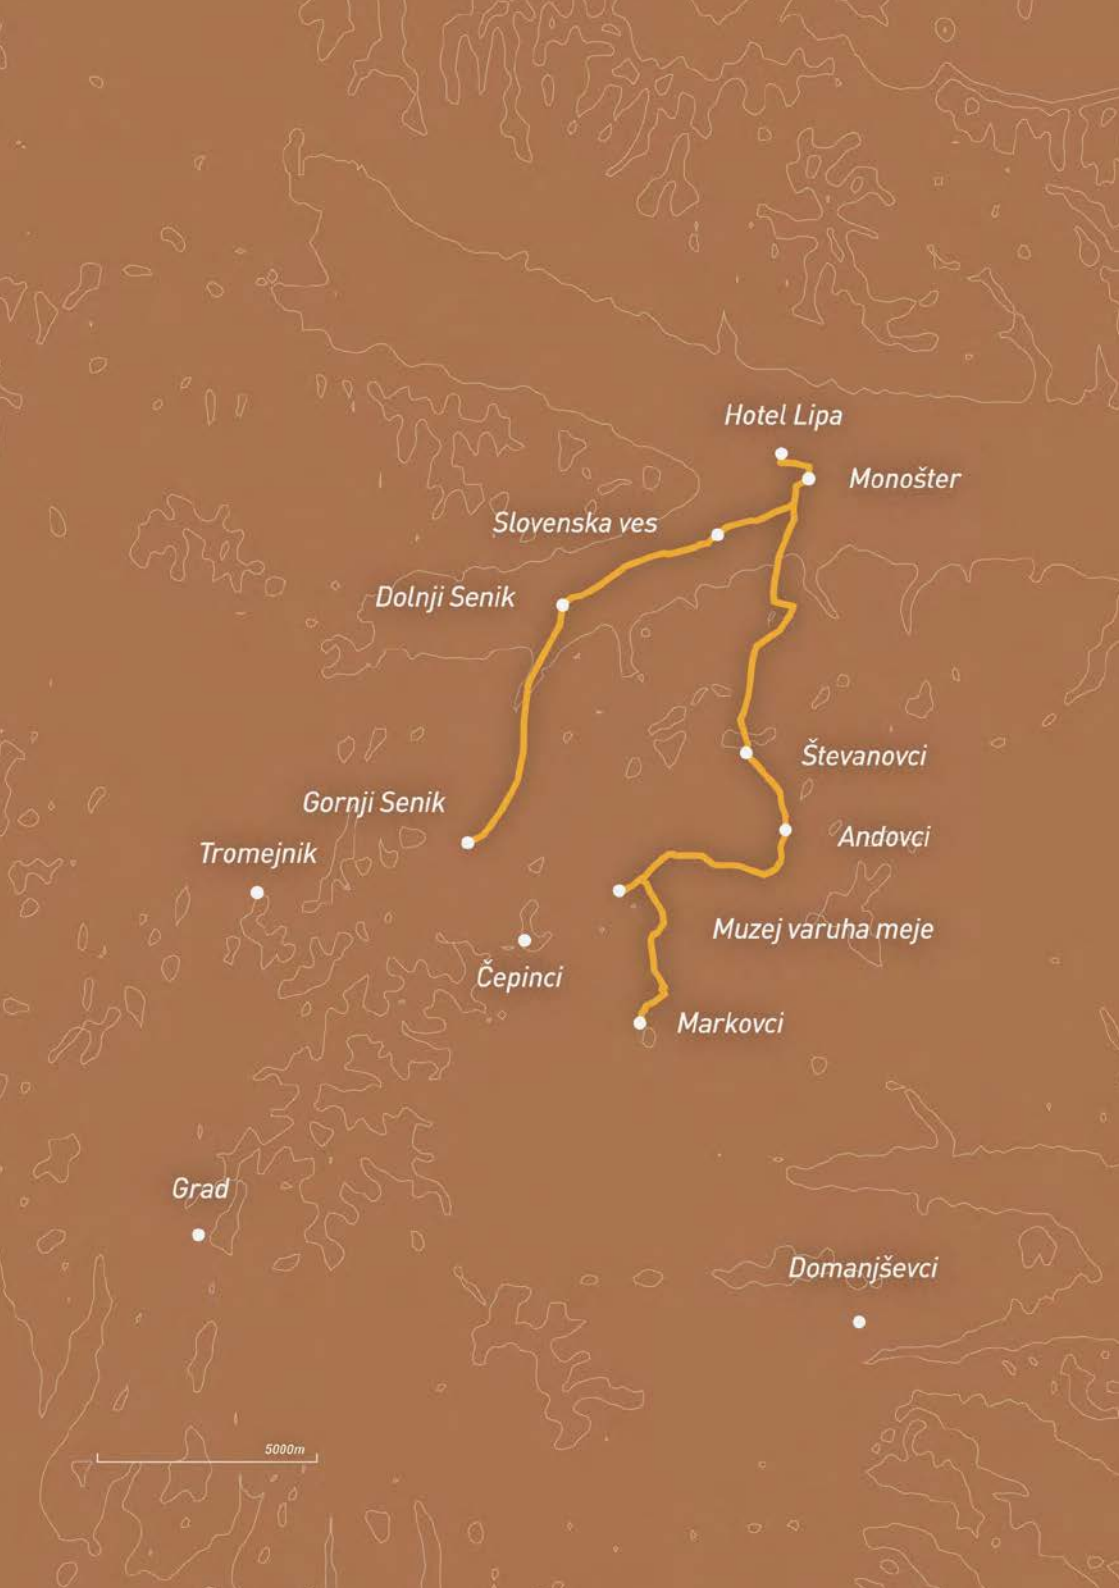 Hotel Lipa
Monošter
Slovenska ves
Dolnji Senik
Števanovci
Gornji Senik
Andovci
Tromejnik
Muzej varuha meje
Čepinci
Markovci
Grad
Domanjševci
5000m